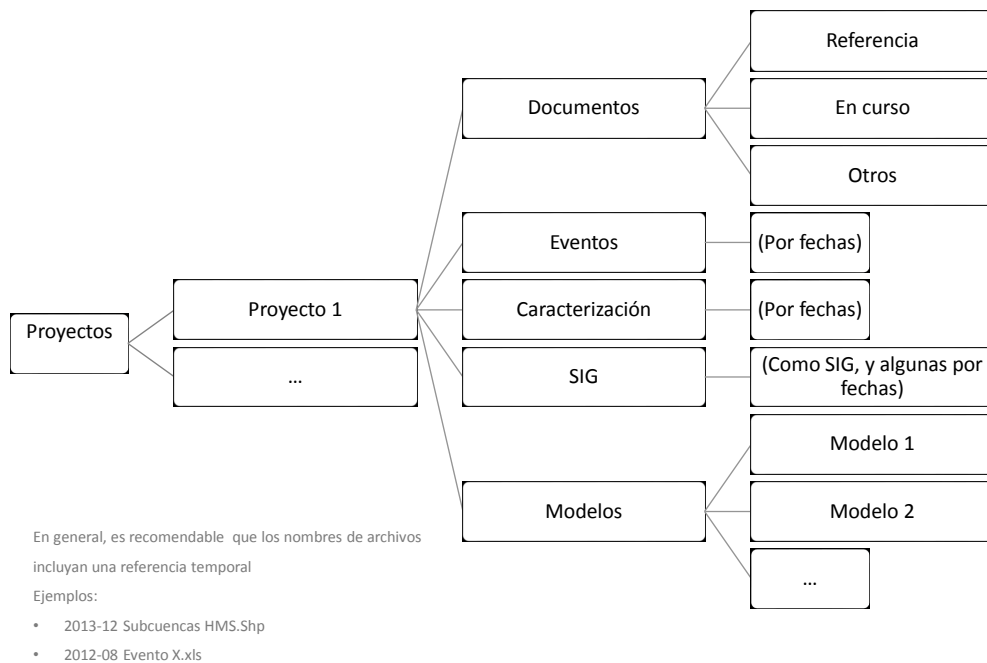 Proyectos
Proyecto 1
...
Documentos
Referencia
En curso
Otros
Eventos
(Por fechas)
Caracterización
(Por fechas)
SIG
(Como SIG, y algunas por
fechas)
Modelos
Modelo 1
Modelo 2
...
En general, es recomendable que los nombres de archivos
incluyan una referencia temporal
Ejemplos:
• 2013-12 Subcuencas HMS.Shp
• 2012-08 Evento X.xls